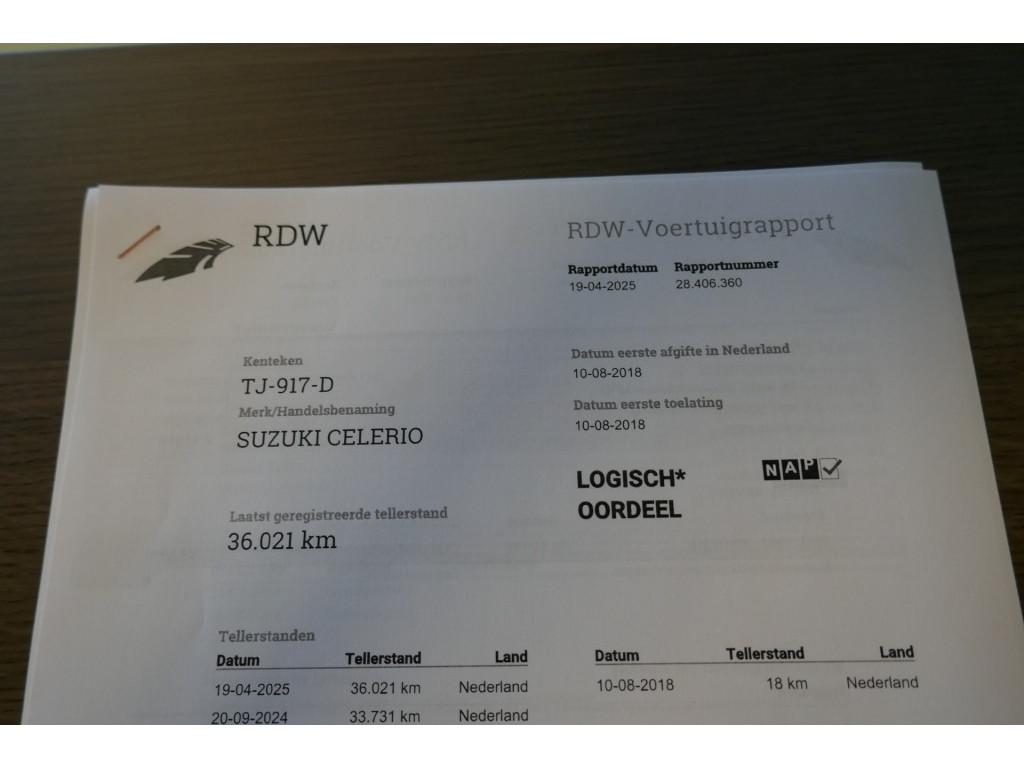 RDW
RDW-Voertuigrapport
Rapportdatum Rapportnummer
19-04-2025 28.406.360
Kenteken
TJ-917-D
Merk/Handelsbenaming
SUZUKI CELERIO
Datum eerste afgifte in Nederland
10-08-2018
Datum eerste toelating
10-08-2018
LOGISCH*
OORDEEL
NAP
Laatst geregistreerde tellerstand
36.021 km
Tellerstanden
Datum Tellerstand Land
19-04-2025 36.021 km Nederland
20-09-2024 33.731 km Nederland
Datum Tellerstand Land
10-08-2018 18 km Nederland